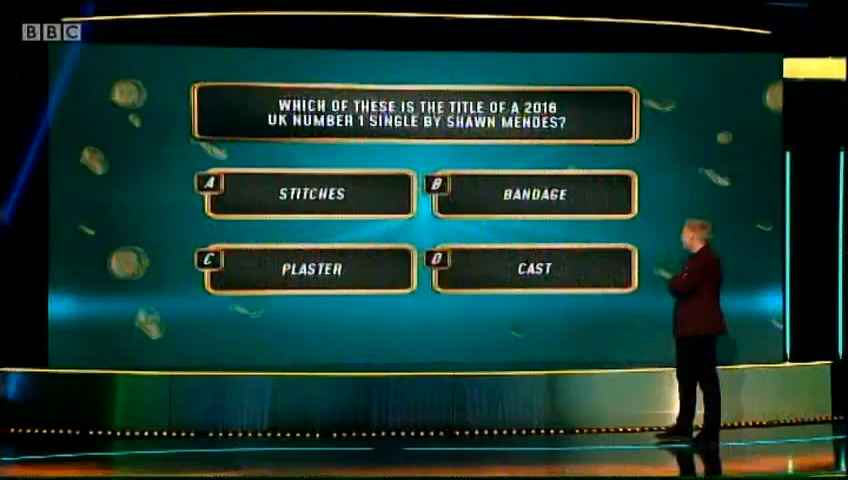 BBC
WHICH OF THESE IS THE TITLE OF A 2016
UK NUMBER 1 SINGLE BY SHAWN MENDES?
A STITCHES
B BANDAGE
C PLASTER
D CAST